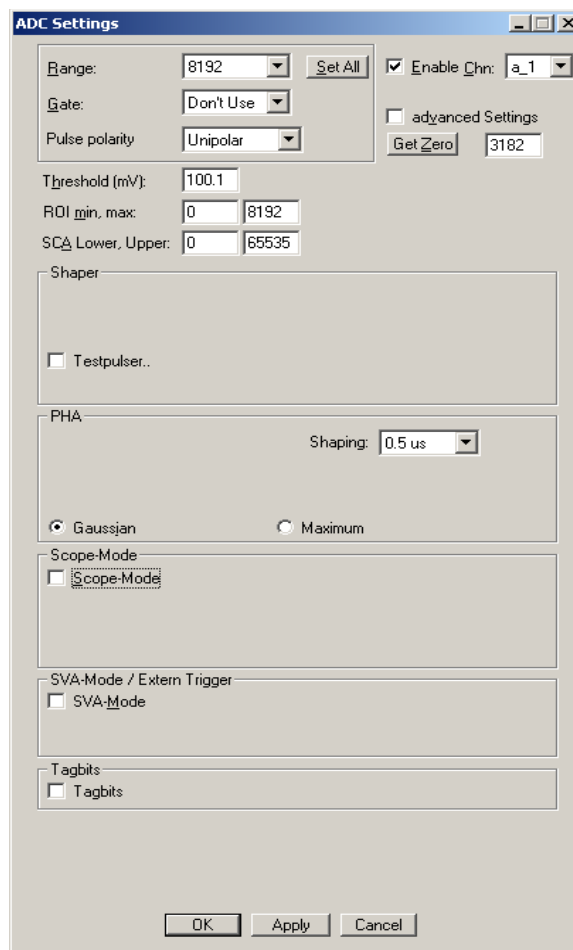 ADC Settings
Range: 8192 Set All Enable Chn: a_1
Gate: Don't Use
advanced Settings
Pulse polarity Unipolar Get Zero 3182
Threshold (mV): 100.1
ROI min, max: 0 8192
SCA Lower, Upper: 0 65535
Shaper
Testpulser..
PHA
Shaping: 0.5 us
Gaussian Maximum
Scope-Mode
Scope-Mode
SVA-Mode / Extern Trigger
SVA-Mode
Tagbits
Tagbits
OK Apply Cancel